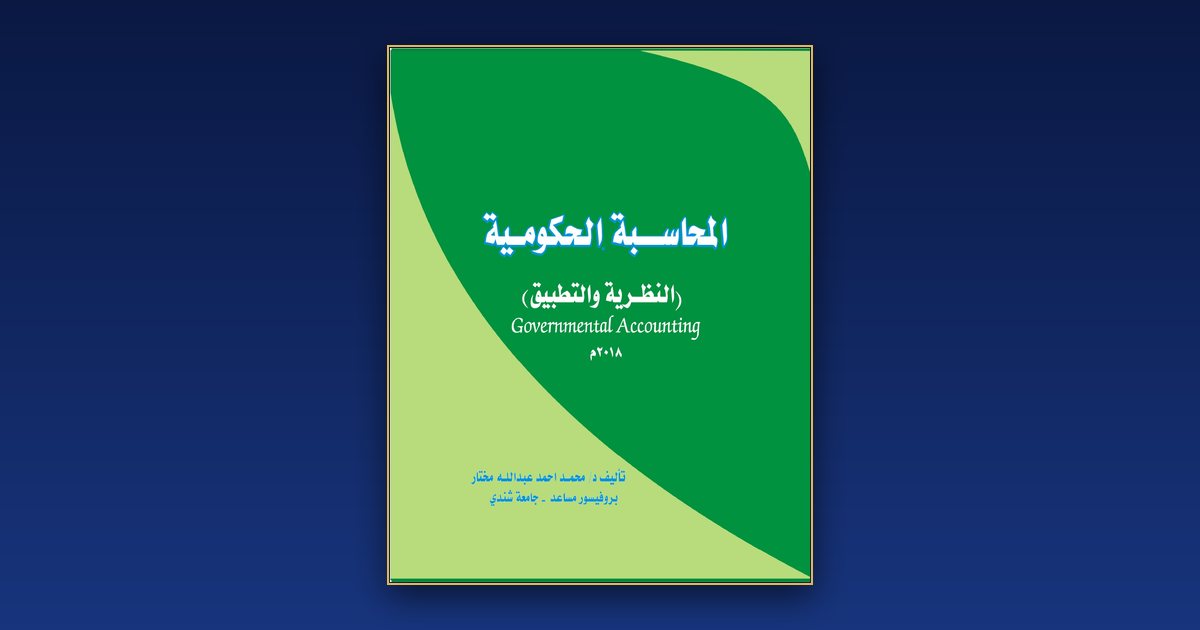 المحاسبة الحكومية
(النظرية والتطبيق)
Governmental Accounting
٢٠١٨م
تأليف د/ محمد احمد عبدالله مختار
بروفيسور مساعد - جامعة شندي